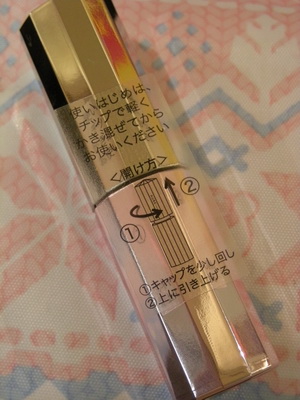 使いはじめは、
チップで軽く
かき混ぜてから
お使いください
<開け方>
②
①
①キャップを少し回し
②上に引き上げる